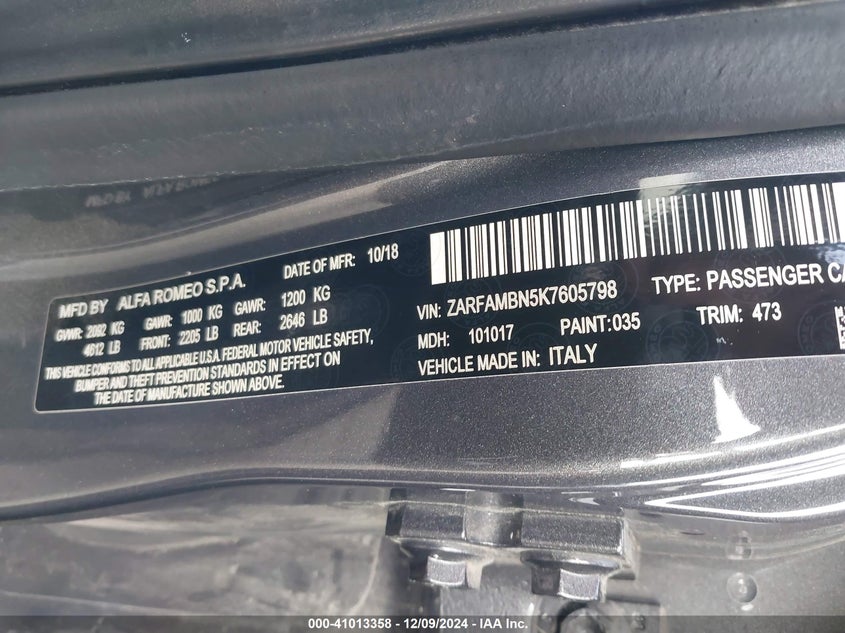 MFD BY ALFA ROMEO S.P.A. DATE OF MFR: 10/18
GVWR: 2092 KG GAWR: 1000 KG GAWR: 1200 KG
4612 LB FRONT: 2205 LB REAR: 2646 LB
THIS VEHICLE CONFORMS TO ALL APPLICABLE U.S.A. FEDERAL MOTOR VEHICLE SAFETY,
BUMPER AND THEFT PREVENTION STANDARDS IN EFFECT ON
THE DATE OF MANUFACTURE SHOWN ABOVE.
VIN: ZARFAMBN5K7605798 TYPE: PASSENGER CA
MDH: 101017 PAINT:035 TRIM: 473
VEHICLE MADE IN: ITALY
000-41013358 - 12/09/2024 - IAA Inc.